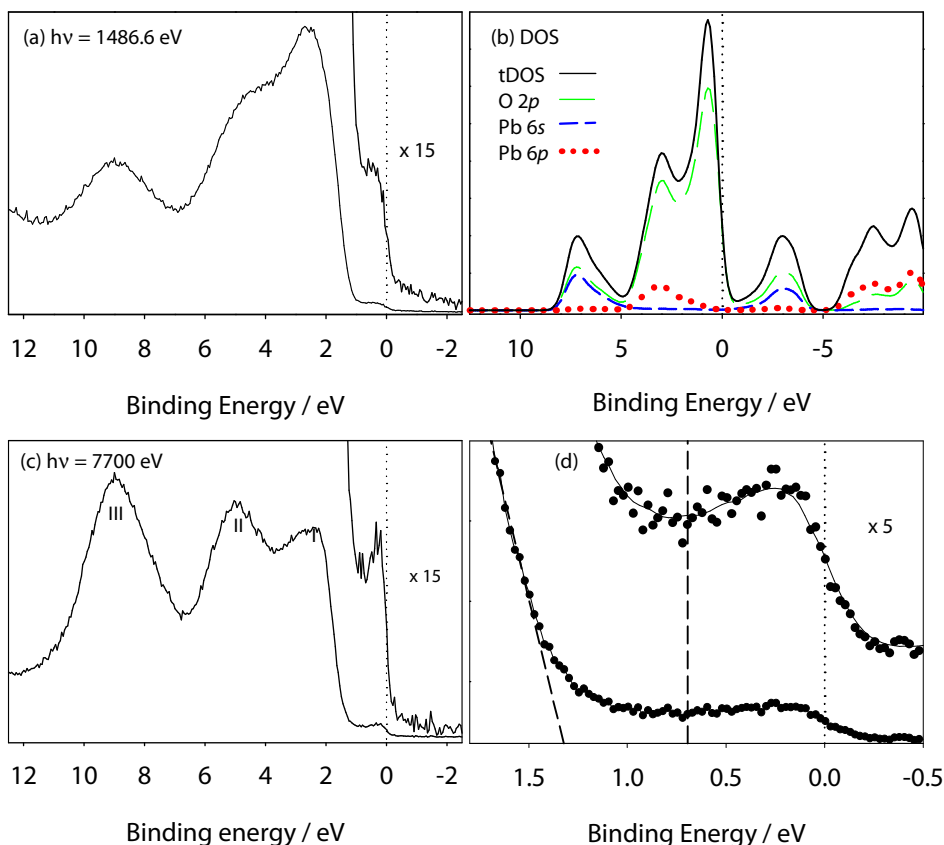 (a) hν = 1486.6 eV
x 15
12 10 8 6 4 2 0 -2
Binding Energy / eV
(b) DOS
tDOS
O 2p
Pb 6s
Pb 6p
10 5 0 -5
Binding Energy / eV
(c) hν = 7700 eV
III
II
I
x 15
12 10 8 6 4 2 0 -2
Binding energy / eV
(d)
x 5
1.5 1.0 0.5 0.0 -0.5
Binding Energy / eV